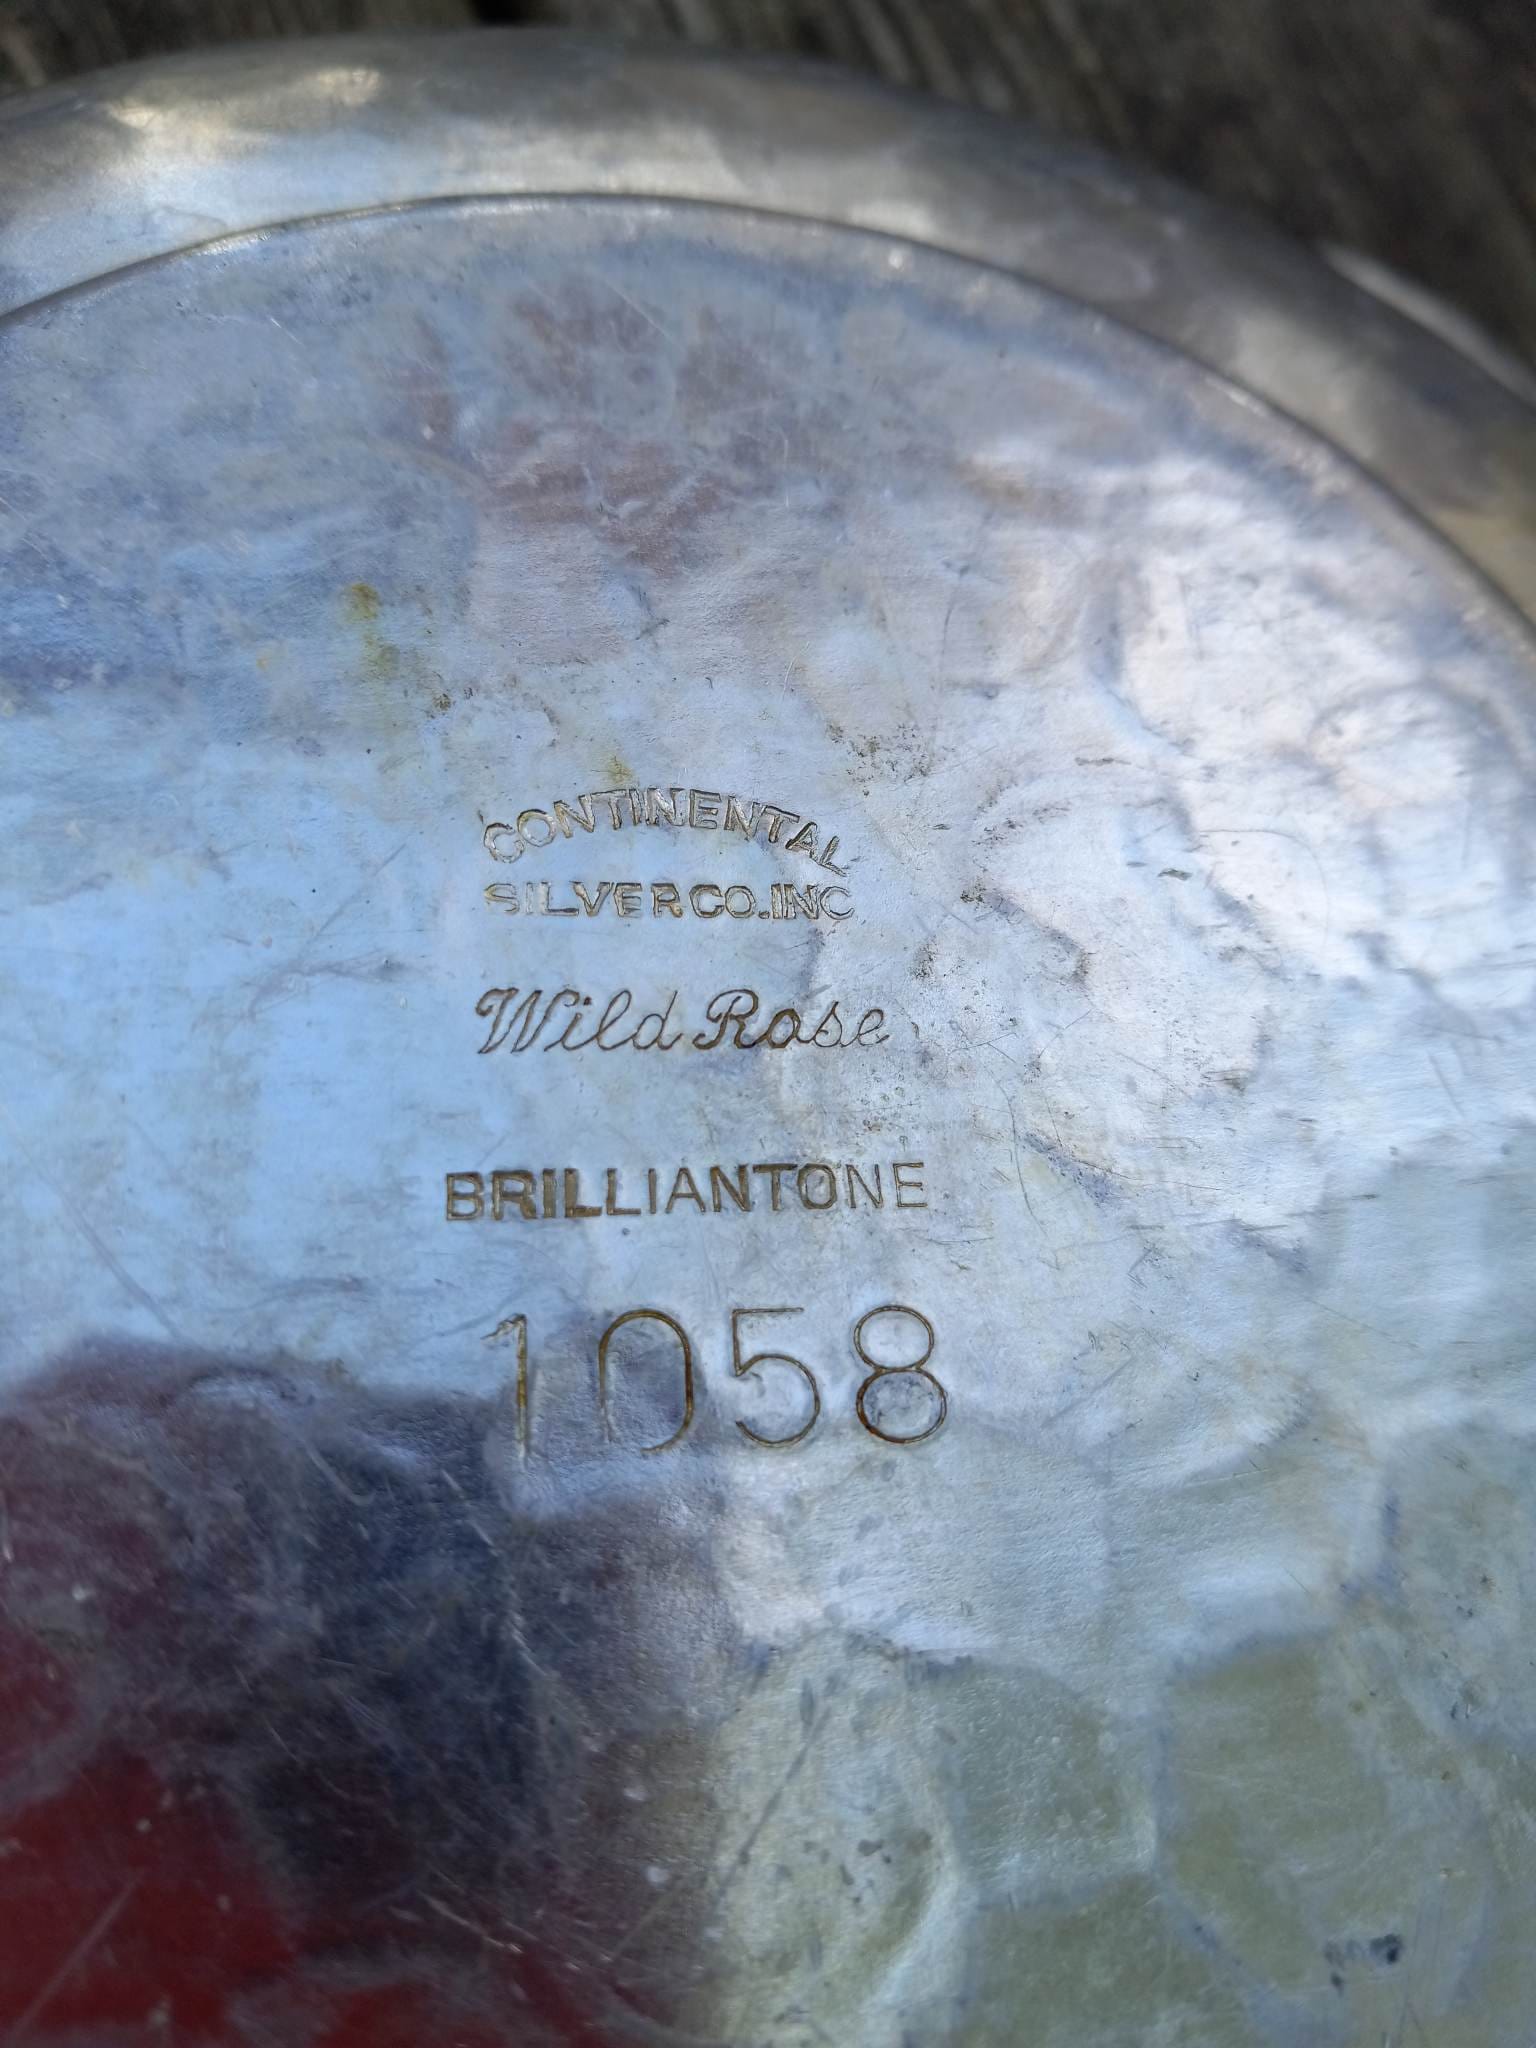 CONTINENTAL
SILVER CO. INC
Wild Rose
BRILLIANTONE
1058